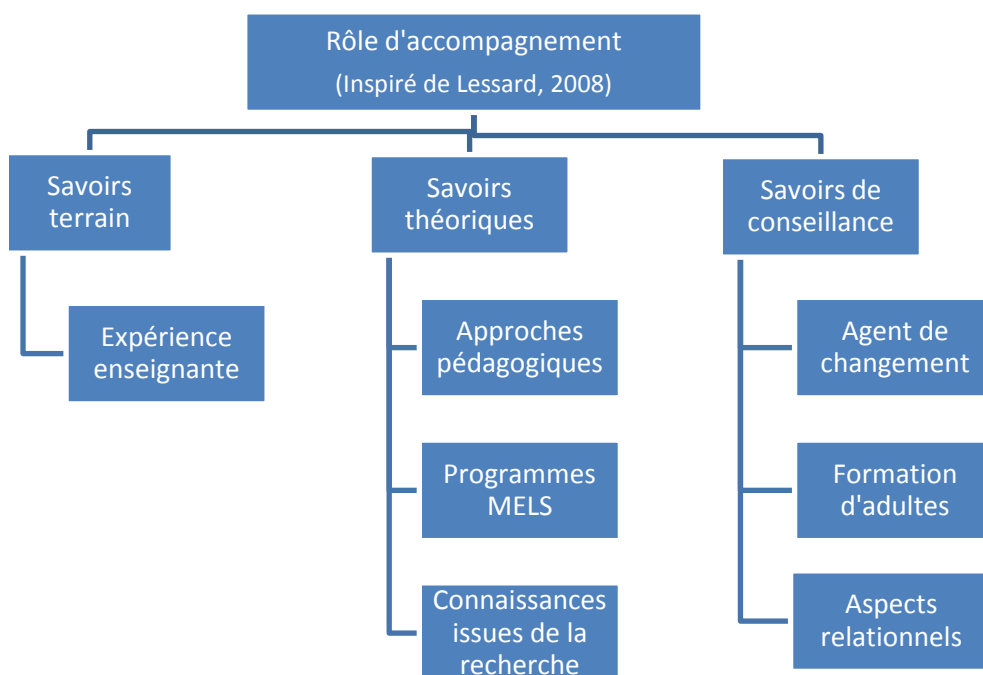 Rôle d'accompagnement
(Inspiré de Lessard, 2008)
Savoirs
terrain
Expérience
enseignante
Savoirs
théoriques
Approches
pédagogiques
Programmes
MELS
Connaissances
issues de la
recherche
Savoirs de
conseillance
Agent de
changement
Formation
d'adultes
Aspects
relationnels